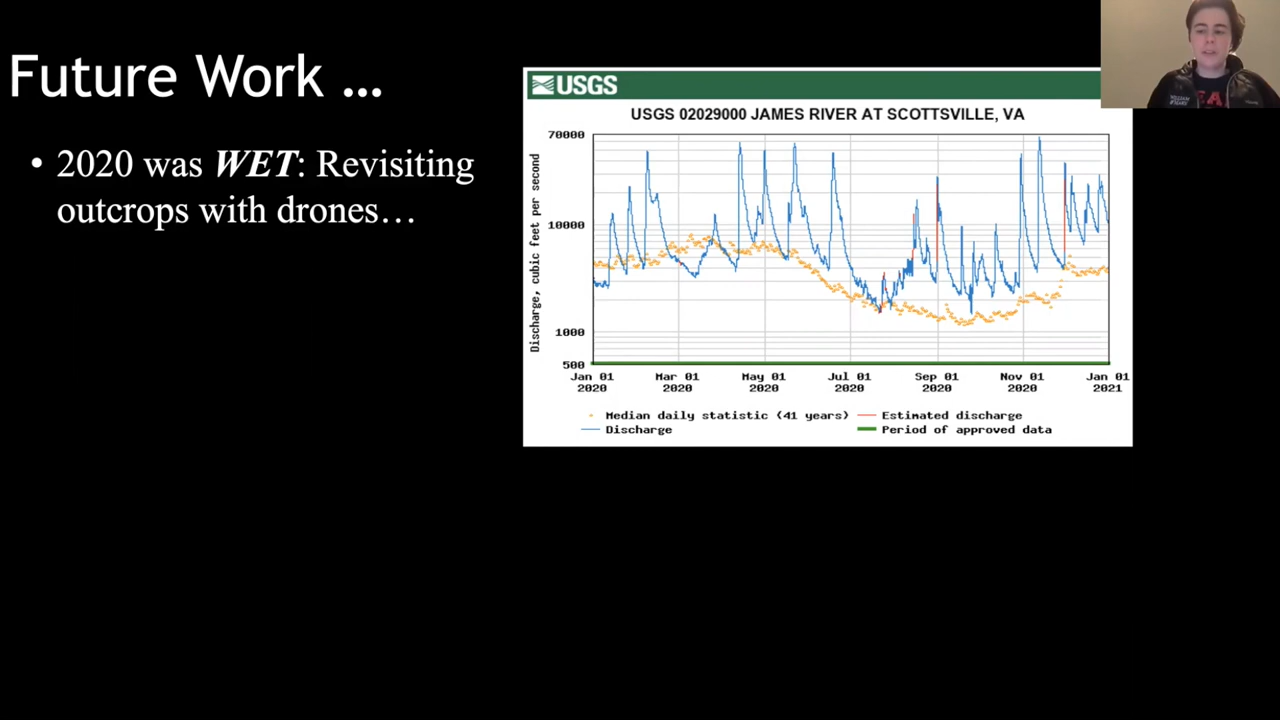 Future Work …
• 2020 was WET: Revisiting
outcrops with drones…
USGS
USGS 02029000 JAMES RIVER AT SCOTTSVILLE, VA
Discharge, cubic feet per second
70000
10000
1000
500
Jan 01 Mar 01 May 01 Jul 01 Sep 01 Nov 01 Jan 01
2020 2020 2020 2020 2020 2020 2021
Median daily statistic (41 years) Estimated discharge
Discharge Period of approved data
WILLIAM